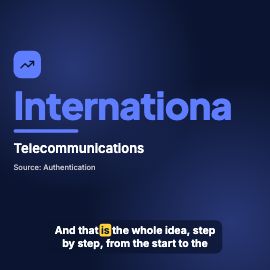 Internationa
Telecommunications
Source: Authentication
And that is the whole idea, step
by step, from the start to the